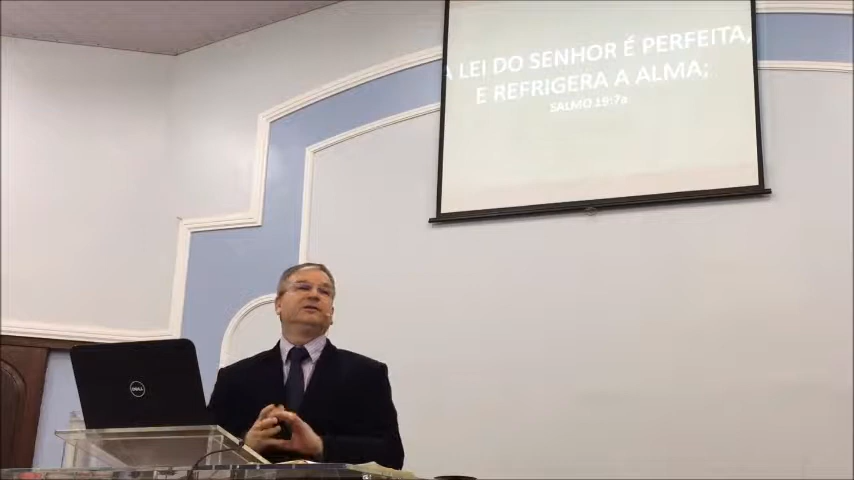 A LEI DO SENHOR É PERFEITA,
E REFRIGERA A ALMA;
SALMO 19:7a
DELL